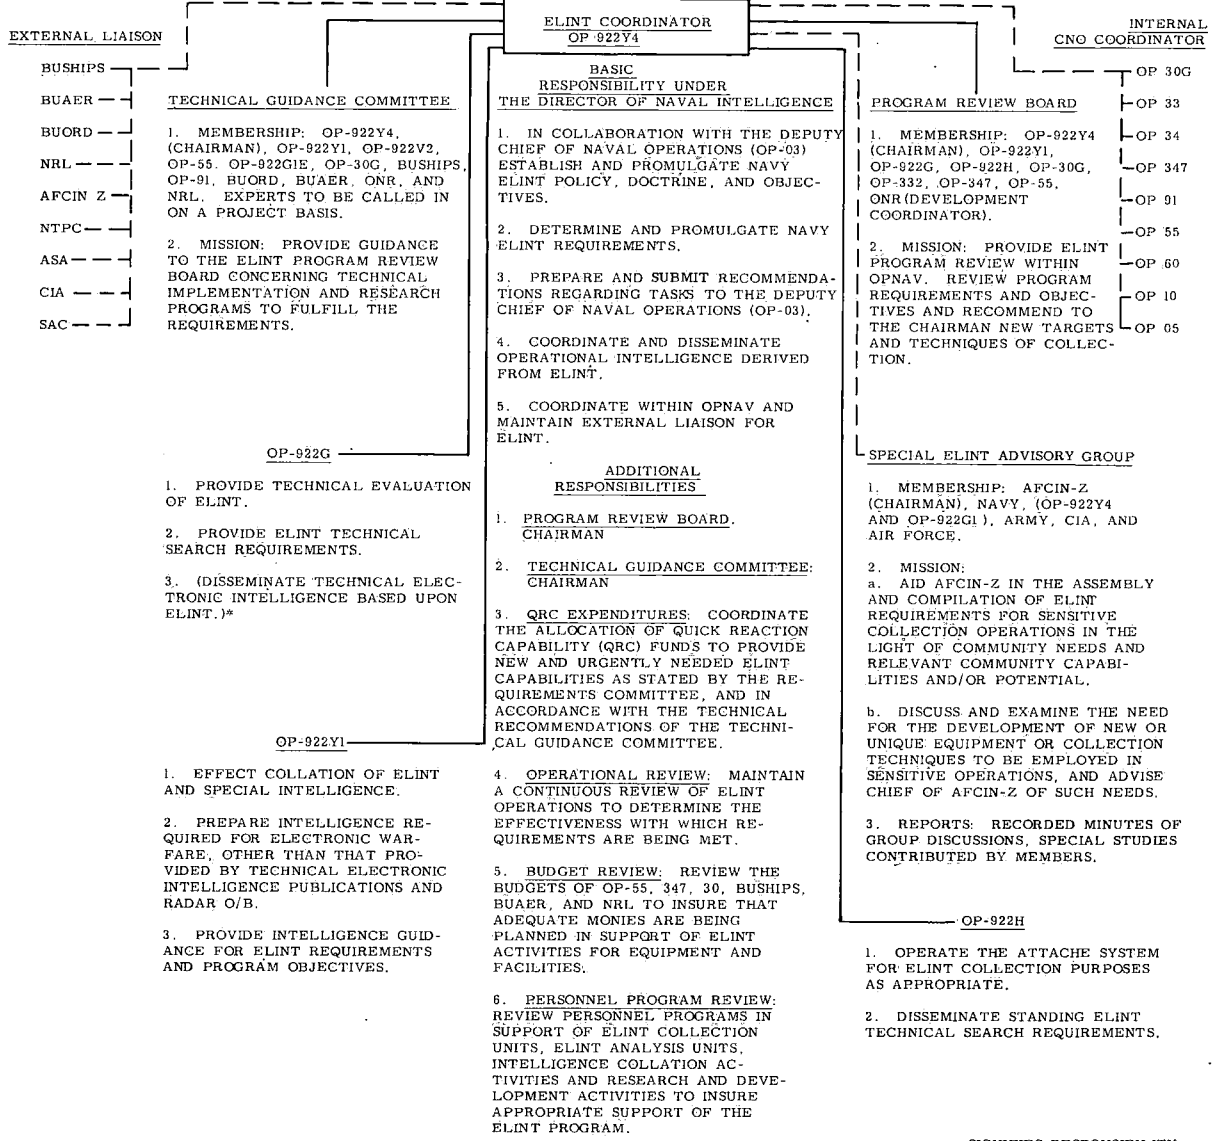 ELINT COORDINATOR
OP 922Y4
EXTERNAL LIAISON
BUSHIPS
BUAER
BUORD
NRL
AFCIN Z
NTPC
ASA
CIA
SAC
TECHNICAL GUIDANCE COMMITTEE
1. MEMBERSHIP: OP-922Y4,
(CHAIRMAN), OP-922Y1, OP-922V2,
OP-55. OP-922G1E, OP-30G, BUSHIPS,
OP-91, BUORD, BUAER, ONR, AND
NRL. EXPERTS TO BE CALLED IN
ON A PROJECT BASIS.
2. MISSION: PROVIDE GUIDANCE
TO THE ELINT PROGRAM REVIEW
BOARD CONCERNING TECHNICAL
IMPLEMENTATION AND RESEARCH
PROGRAMS TO FULFILL THE
REQUIREMENTS.
OP-922G
1. PROVIDE TECHNICAL EVALUATION
OF ELINT.
2. PROVIDE ELINT TECHNICAL
SEARCH REQUIREMENTS.
3. (DISSEMINATE TECHNICAL ELEC-
TRONIC INTELLIGENCE BASED UPON
ELINT.)*
OP-922Y1
1. EFFECT COLLATION OF ELINT
AND SPECIAL INTELLIGENCE.
2. PREPARE INTELLIGENCE RE-
QUIRED FOR ELECTRONIC WAR-
FARE, OTHER THAN THAT PRO-
VIDED BY TECHNICAL ELECTRONIC
INTELLIGENCE PUBLICATIONS AND
RADAR O/B.
3. PROVIDE INTELLIGENCE GUID-
ANCE FOR ELINT REQUIREMENTS
AND PROGRAM OBJECTIVES.
BASIC
RESPONSIBILITY UNDER
THE DIRECTOR OF NAVAL INTELLIGENCE
1. IN COLLABORATION WITH THE DEPUTY
CHIEF OF NAVAL OPERATIONS (OP-03)
ESTABLISH AND PROMULGATE NAVY
ELINT POLICY, DOCTRINE, AND OBJEC-
TIVES.
2. DETERMINE AND PROMULGATE NAVY
ELINT REQUIREMENTS.
3. PREPARE AND SUBMIT RECOMMENDA-
TIONS REGARDING TASKS TO THE DEPUTY
CHIEF OF NAVAL OPERATIONS (OP-03).
4. COORDINATE AND DISSEMINATE
OPERATIONAL INTELLIGENCE DERIVED
FROM ELINT.
5. COORDINATE WITHIN OPNAV AND
MAINTAIN EXTERNAL LIAISON FOR
ELINT.
ADDITIONAL
RESPONSIBILITIES
1. PROGRAM REVIEW BOARD.
CHAIRMAN
2. TECHNICAL GUIDANCE COMMITTEE:
CHAIRMAN
3. QRC EXPENDITURES: COORDINATE
THE ALLOCATION OF QUICK REACTION
CAPABILITY (QRC) FUNDS TO PROVIDE
NEW AND URGENTLY NEEDED ELINT
CAPABILITIES AS STATED BY THE RE-
QUIREMENTS COMMITTEE, AND IN
ACCORDANCE WITH THE TECHNICAL
RECOMMENDATIONS OF THE TECHNI-
CAL GUIDANCE COMMITTEE.
4. OPERATIONAL REVIEW: MAINTAIN
A CONTINUOUS REVIEW OF ELINT
OPERATIONS TO DETERMINE THE
EFFECTIVENESS WITH WHICH RE-
QUIREMENTS ARE BEING MET.
5. BUDGET REVIEW: REVIEW THE
BUDGETS OF OP-55, 347, 30, BUSHIPS,
BUAER, AND NRL TO INSURE THAT
ADEQUATE MONIES ARE BEING
PLANNED IN SUPPORT OF ELINT
ACTIVITIES FOR EQUIPMENT AND
FACILITIES.
6. PERSONNEL PROGRAM REVIEW:
REVIEW PERSONNEL PROGRAMS IN
SUPPORT OF ELINT COLLECTION
UNITS, ELINT ANALYSIS UNITS,
INTELLIGENCE COLLATION AC-
TIVITIES AND RESEARCH AND DEVE-
LOPMENT ACTIVITIES TO INSURE
APPROPRIATE SUPPORT OF THE
ELINT PROGRAM.
PROGRAM REVIEW BOARD
1. MEMBERSHIP: OP-922Y4
(CHAIRMAN), OP-922Y1,
OP-922G, OP-922H, OP-30G,
OP-332, OP-347, OP-55,
ONR (DEVELOPMENT
COORDINATOR).
2. MISSION: PROVIDE ELINT
PROGRAM REVIEW WITHIN
OPNAV. REVIEW PROGRAM
REQUIREMENTS AND OBJEC-
TIVES AND RECOMMEND TO
THE CHAIRMAN NEW TARGETS
AND TECHNIQUES OF COLLEC-
TION.
INTERNAL
CNO COORDINATOR
OP 30G
OP 33
OP 34
OP 347
OP 91
OP 55
OP 60
OP 10
OP 05
SPECIAL ELINT ADVISORY GROUP
1. MEMBERSHIP: AFCIN-Z
(CHAIRMAN), NAVY, (OP-922Y4
AND OP-922G1), ARMY, CIA, AND
AIR FORCE.
2. MISSION:
a. AID AFCIN-Z IN THE ASSEMBLY
AND COMPILATION OF ELINT
REQUIREMENTS FOR SENSITIVE
COLLECTION OPERATIONS IN THE
LIGHT OF COMMUNITY NEEDS AND
RELEVANT COMMUNITY CAPABI-
LITIES AND/OR POTENTIAL.
b. DISCUSS AND EXAMINE THE NEED
FOR THE DEVELOPMENT OF NEW OR
UNIQUE EQUIPMENT OR COLLECTION
TECHNIQUES TO BE EMPLOYED IN
SENSITIVE OPERATIONS, AND ADVISE
CHIEF OF AFCIN-Z OF SUCH NEEDS.
3. REPORTS: RECORDED MINUTES OF
GROUP DISCUSSIONS, SPECIAL STUDIES
CONTRIBUTED BY MEMBERS.
OP-922H
1. OPERATE THE ATTACHE SYSTEM
FOR ELINT COLLECTION PURPOSES
AS APPROPRIATE.
2. DISSEMINATE STANDING ELINT
TECHNICAL SEARCH REQUIREMENTS.